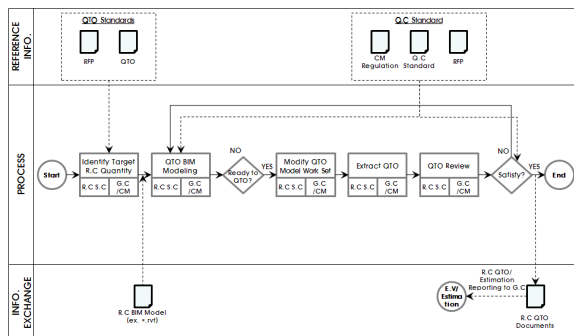 REFERENCE
INFO.
QTO Standards
RFP
QTO
Q.C Standard
CM
Regulation
Q.C
Standard
RFP
PROCESS
Start
Identify Target
R.C Quantity
R.C S.C
G.C
/CM
QTO BIM
Modeling
R.C S.C
G.C
/CM
NO
Ready to
QTO?
YES
Modify QTO
Model Work Set
R.C S.C
G.C
/CM
Extract QTO
R.C S.C
G.C
/CM
QTO Review
R.C S.C
G.C
/CM
NO
Satisfy?
YES
End
INFO.
EXCHANGE
R.C BIM Model
(ex. *.rvt)
E.V/
Estima
tion
R.C QTO/
Estimation
Reporting to G.C
R.C QTO
Documents